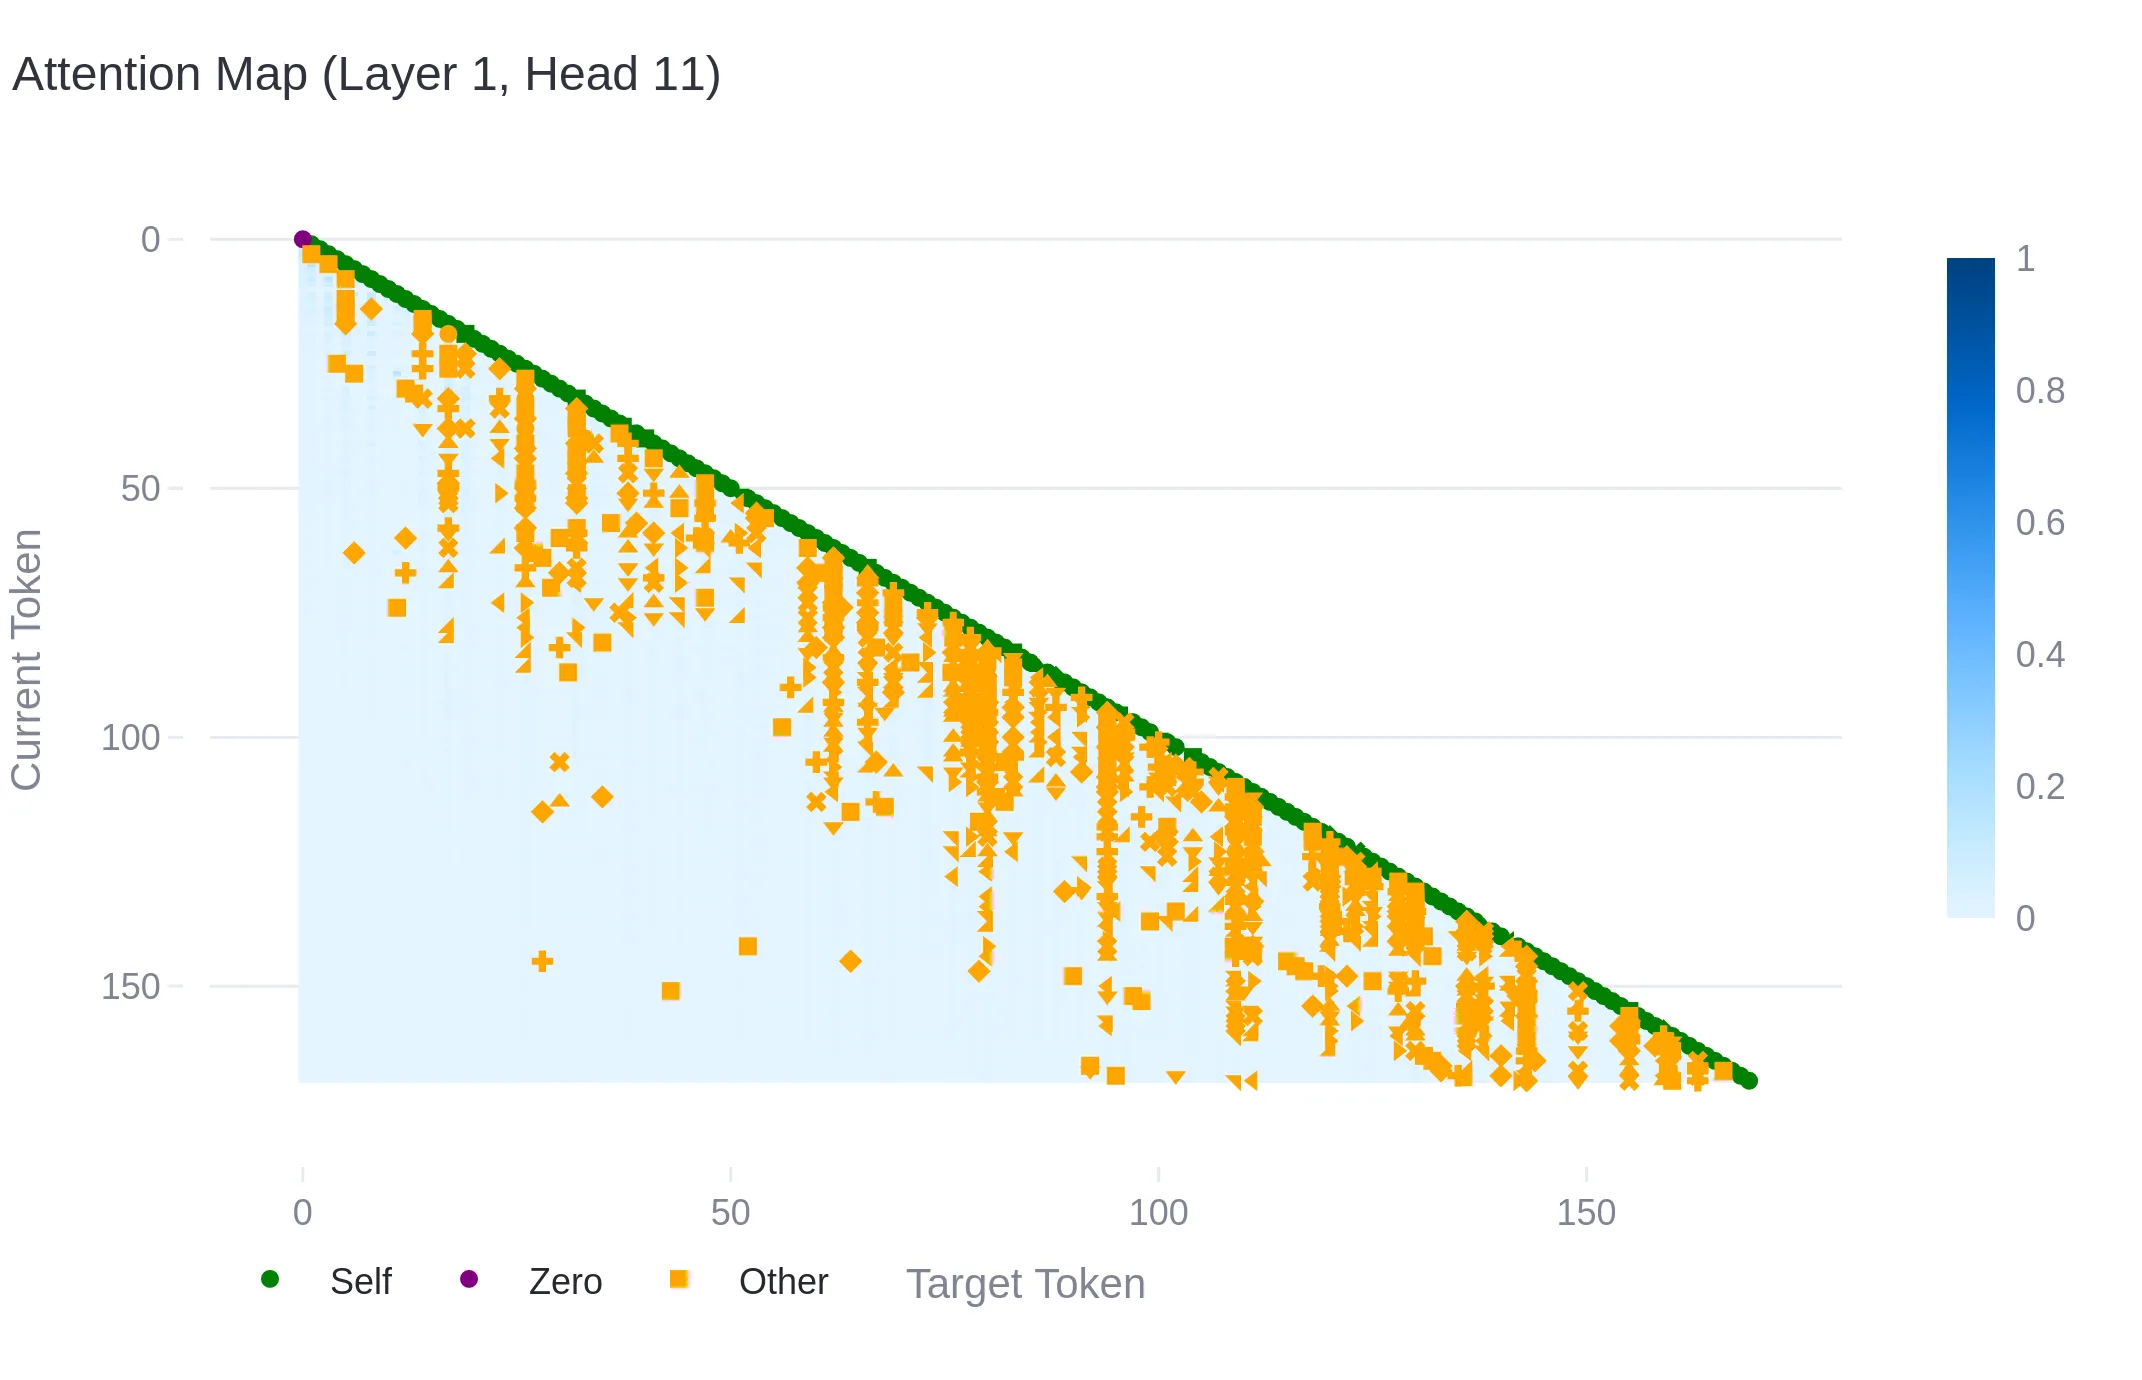 Attention Map (Layer 1, Head 11)
0
50
100
150
Current Token
1
0.8
0.6
0.4
0.2
0
0 50 100 150
Self Zero Other Target Token